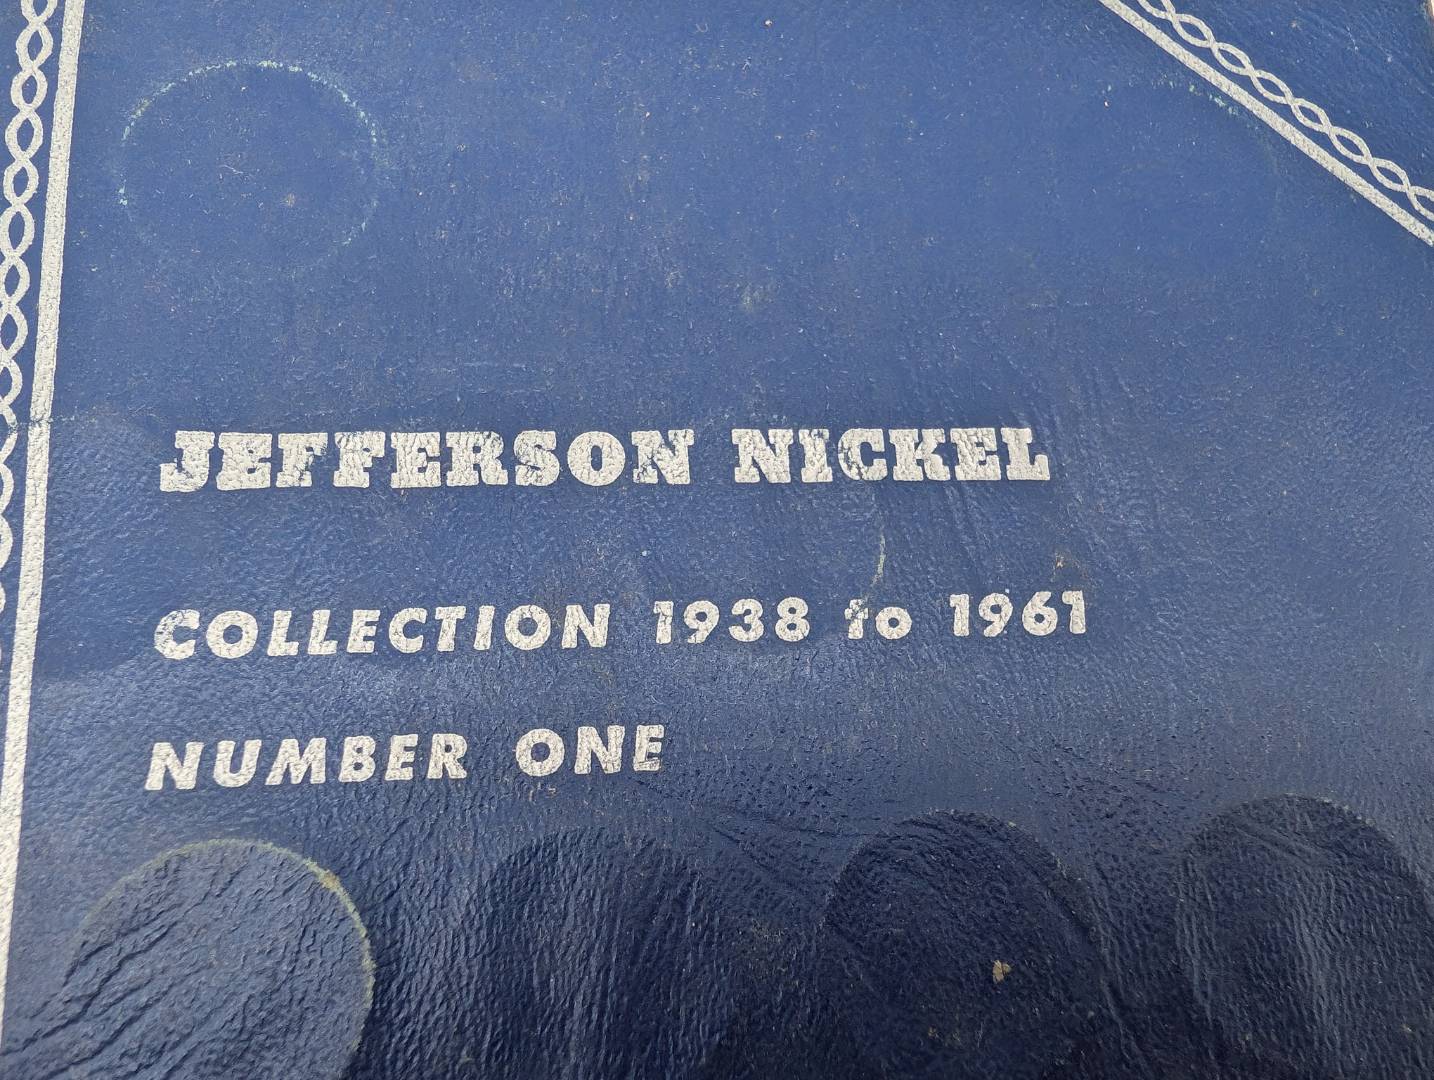 JEFFERSON NICKEL
COLLECTION 1938 to 1961
NUMBER ONE